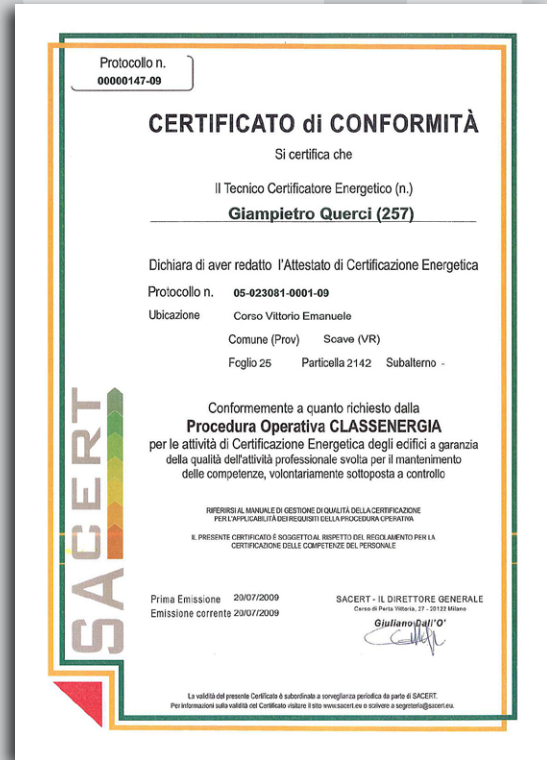 Protocollo n.
00000147-09
CERTIFICATO di CONFORMITÀ
Si certifica che
Il Tecnico Certificatore Energetico (n.)
Giampietro Querci (257)
Dichiara di aver redatto l'Attestato di Certificazione Energetica
Protocollo n. 05-023081-0001-09
Ubicazione Corso Vittorio Emanuele
Comune (Prov) Soave (VR)
Foglio 25 Particella 2142 Subalterno -
Conformemente a quanto richiesto dalla
Procedura Operativa CLASSENERGIA
per le attività di Certificazione Energetica degli edifici a garanzia
della qualità dell'attività professionale svolta per il mantenimento
delle competenze, volontariamente sottoposta a controllo
RIFERIRSI AL MANUALE DI GESTIONE DI QUALITÀ DELLA CERTIFICAZIONE
PER L'APPLICABILITÀ DEI REQUISITI DELLA PROCEDURA OPERATIVA
IL PRESENTE CERTIFICATO È SOGGETTO AL RISPETTO DEL REGOLAMENTO PER LA
CERTIFICAZIONE DELLE COMPETENZE DEL PERSONALE
SACERT
Prima Emissione 20/07/2009
Emissione corrente 20/07/2009
SACERT - IL DIRETTORE GENERALE
Corso di Porta Vittoria, 27 - 20122 Milano
Giuliano Dall'O'
La validità del presente Certificato è subordinata a sorveglianza periodica da parte di SACERT.
Per informazioni sulla validità del Certificato visitare il sito www.sacert.eu o scrivere a segreteria@sacert.eu.